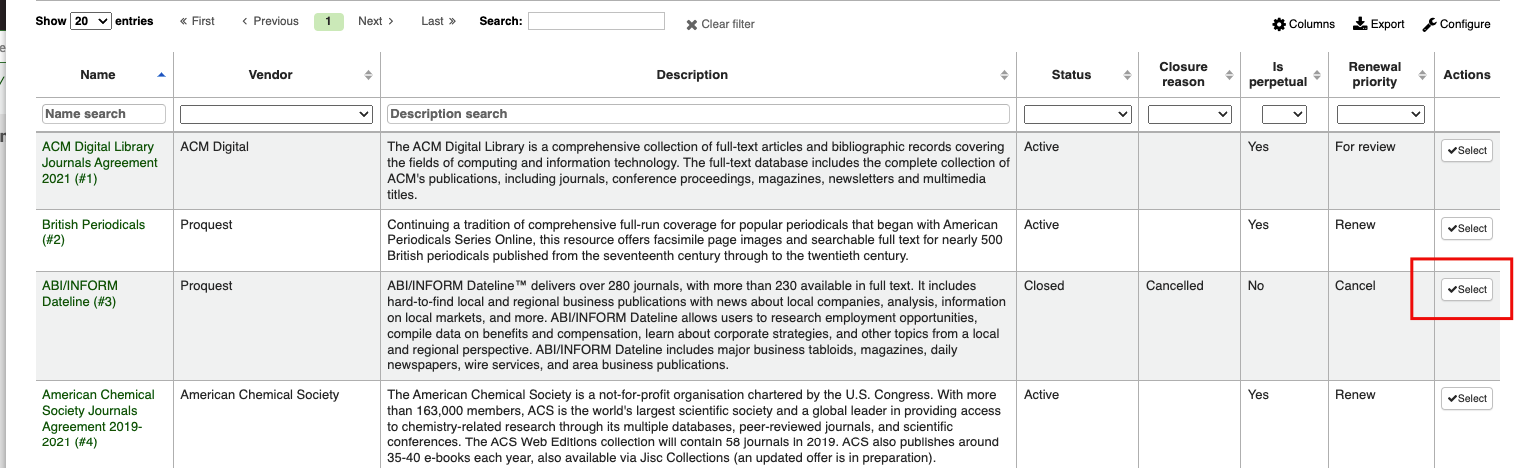 Show 20 entries « First ‹ Previous 1 Next › Last » Search: Clear filter Columns Export Configure
Name Vendor Description Status Closure reason Is perpetual Renewal priority Actions
Name search Description search
ACM Digital Library Journals Agreement 2021 (#1)
ACM Digital
The ACM Digital Library is a comprehensive collection of full-text articles and bibliographic records covering
the fields of computing and information technology. The full-text database includes the complete collection of
ACM's publications, including journals, conference proceedings, magazines, newsletters and multimedia
titles.
Active Yes For review Select
British Periodicals (#2)
Proquest
Continuing a tradition of comprehensive full-run coverage for popular periodicals that began with American
Periodicals Series Online, this resource offers facsimile page images and searchable full text for nearly 500
British periodicals published from the seventeenth century through to the twentieth century.
Active Yes Renew Select
ABI/INFORM Dateline (#3)
Proquest
ABI/INFORM Dateline™ delivers over 280 journals, with more than 230 available in full text. It includes
hard-to-find local and regional business publications with news about local companies, analysis, information
on local markets, and more. ABI/INFORM Dateline allows users to research employment opportunities,
compile data on benefits and compensation, learn about corporate strategies, and other topics from a local
and regional perspective. ABI/INFORM Dateline includes major business tabloids, magazines, daily
newspapers, wire services, and area business publications.
Closed Cancelled No Cancel Select
American Chemical Society Journals Agreement 2019-2021 (#4)
American Chemical Society
The American Chemical Society is a not-for-profit organisation chartered by the U.S. Congress. With more
than 163,000 members, ACS is the world's largest scientific society and a global leader in providing access
to chemistry-related research through its multiple databases, peer-reviewed journals, and scientific
conferences. The ACS Web Editions collection will contain 58 journals in 2019. ACS also publishes around
35-40 e-books each year, also available via Jisc Collections (an updated offer is in preparation).
Active Yes Renew Select